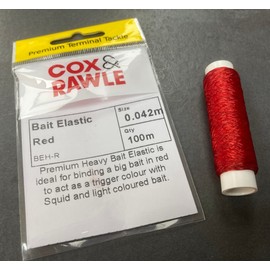 Premium Terminal Tackle
COX &
RAWLE
Bait Elastic
Size
0.042m
Red
Qty
100m
BEH-R
Premium Heavy Bait Elastic is
ideal for binding a big bait in red
to act as a trigger colour with
Squid and light coloured bait.